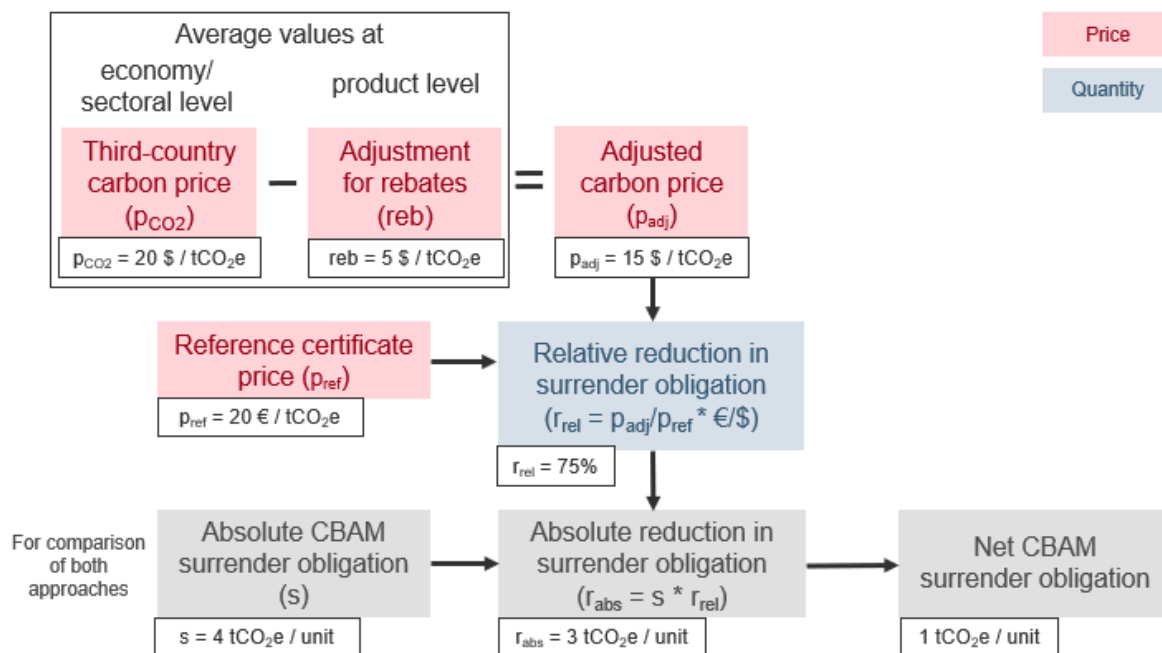 Average values at
economy/
sectoral level
product level
Price
Quantity
Third-country
carbon price
(pCO2)
–
Adjustment
for rebates
(reb)
=
Adjusted
carbon price
(padj)
pCO2 = 20 $ / tCO₂e
reb = 5 $ / tCO₂e
padj = 15 $ / tCO₂e
Reference certificate
price (pref)
pref = 20 € / tCO₂e
Relative reduction in
surrender obligation
(rrel = padj/pref * €/$)
rrel = 75%
For comparison
of both
approaches
Absolute CBAM
surrender obligation
(s)
s = 4 tCO₂e / unit
Absolute reduction in
surrender obligation
(rabs = s * rrel)
rabs = 3 tCO₂e / unit
Net CBAM
surrender obligation
1 tCO₂e / unit